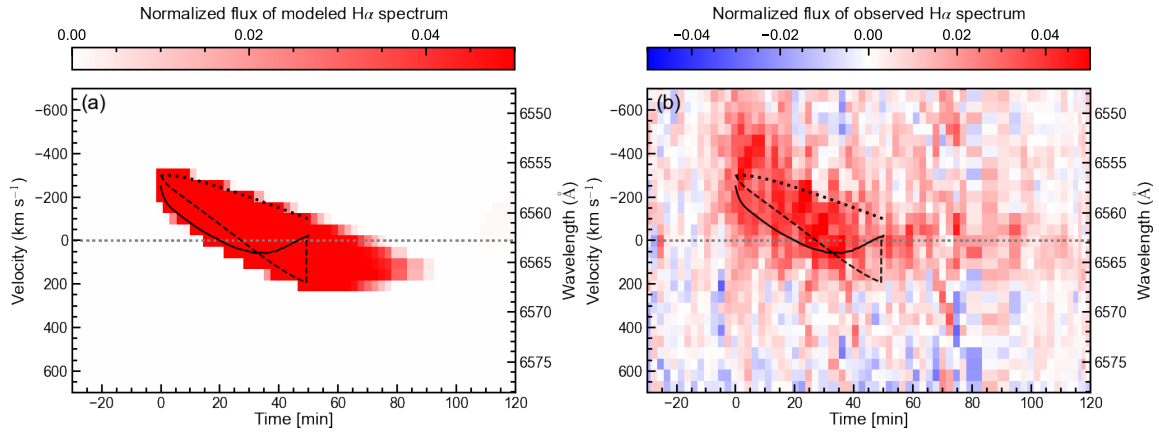 Normalized flux of modeled Hα spectrum
0.00 0.02 0.04
(a)
Velocity (km s⁻¹)
−600
−400
−200
0
200
400
600
6550
6555
6560
6565
6570
6575
Wavelength (Å)
−20 0 20 40 60 80 100 120
Time [min]
Normalized flux of observed Hα spectrum
−0.04 −0.02 0.00 0.02 0.04
(b)
Velocity (km s⁻¹)
−600
−400
−200
0
200
400
600
6550
6555
6560
6565
6570
6575
Wavelength (Å)
−20 0 20 40 60 80 100 120
Time [min]